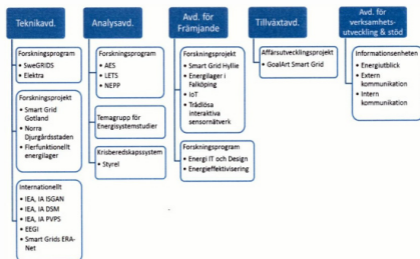 Teknikavd.
Forskningsprogram
• SweGRIDS
• Elektra
Forskningsprojekt
• Smart Grid
Gotland
• Norra
Djurgårdsstaden
• Flerfunktionellt
energilager
Internationellt
• IEA, IA ISGAN
• IEA, IA DSM
• IEA, IA PVPS
• EEGI
• Smart Grids ERA-
Net
Analysavd.
Forskningsprogram
• AES
• LETS
• NEPP
Temagrupp för
Energisystemstudier
Krisberedskapssystem
• Styrel
Avd. för
Främjande
Forskningsprojekt
• Smart Grid Hyllie
• Energilager i
Falköping
• IoT
• Trådlösa
interaktiva
sensornätverk
Forskningsprogram
• Energi IT och Design
• Energieffektivisering
Tillväxtavd.
Affärsutvecklingsprojekt
• GoalArt Smart Grid
Avd. för
verksamhets-
utveckling & stöd
Informationsenheten
• Energiutblick
• Extern
kommunikation
• Intern
kommunikation